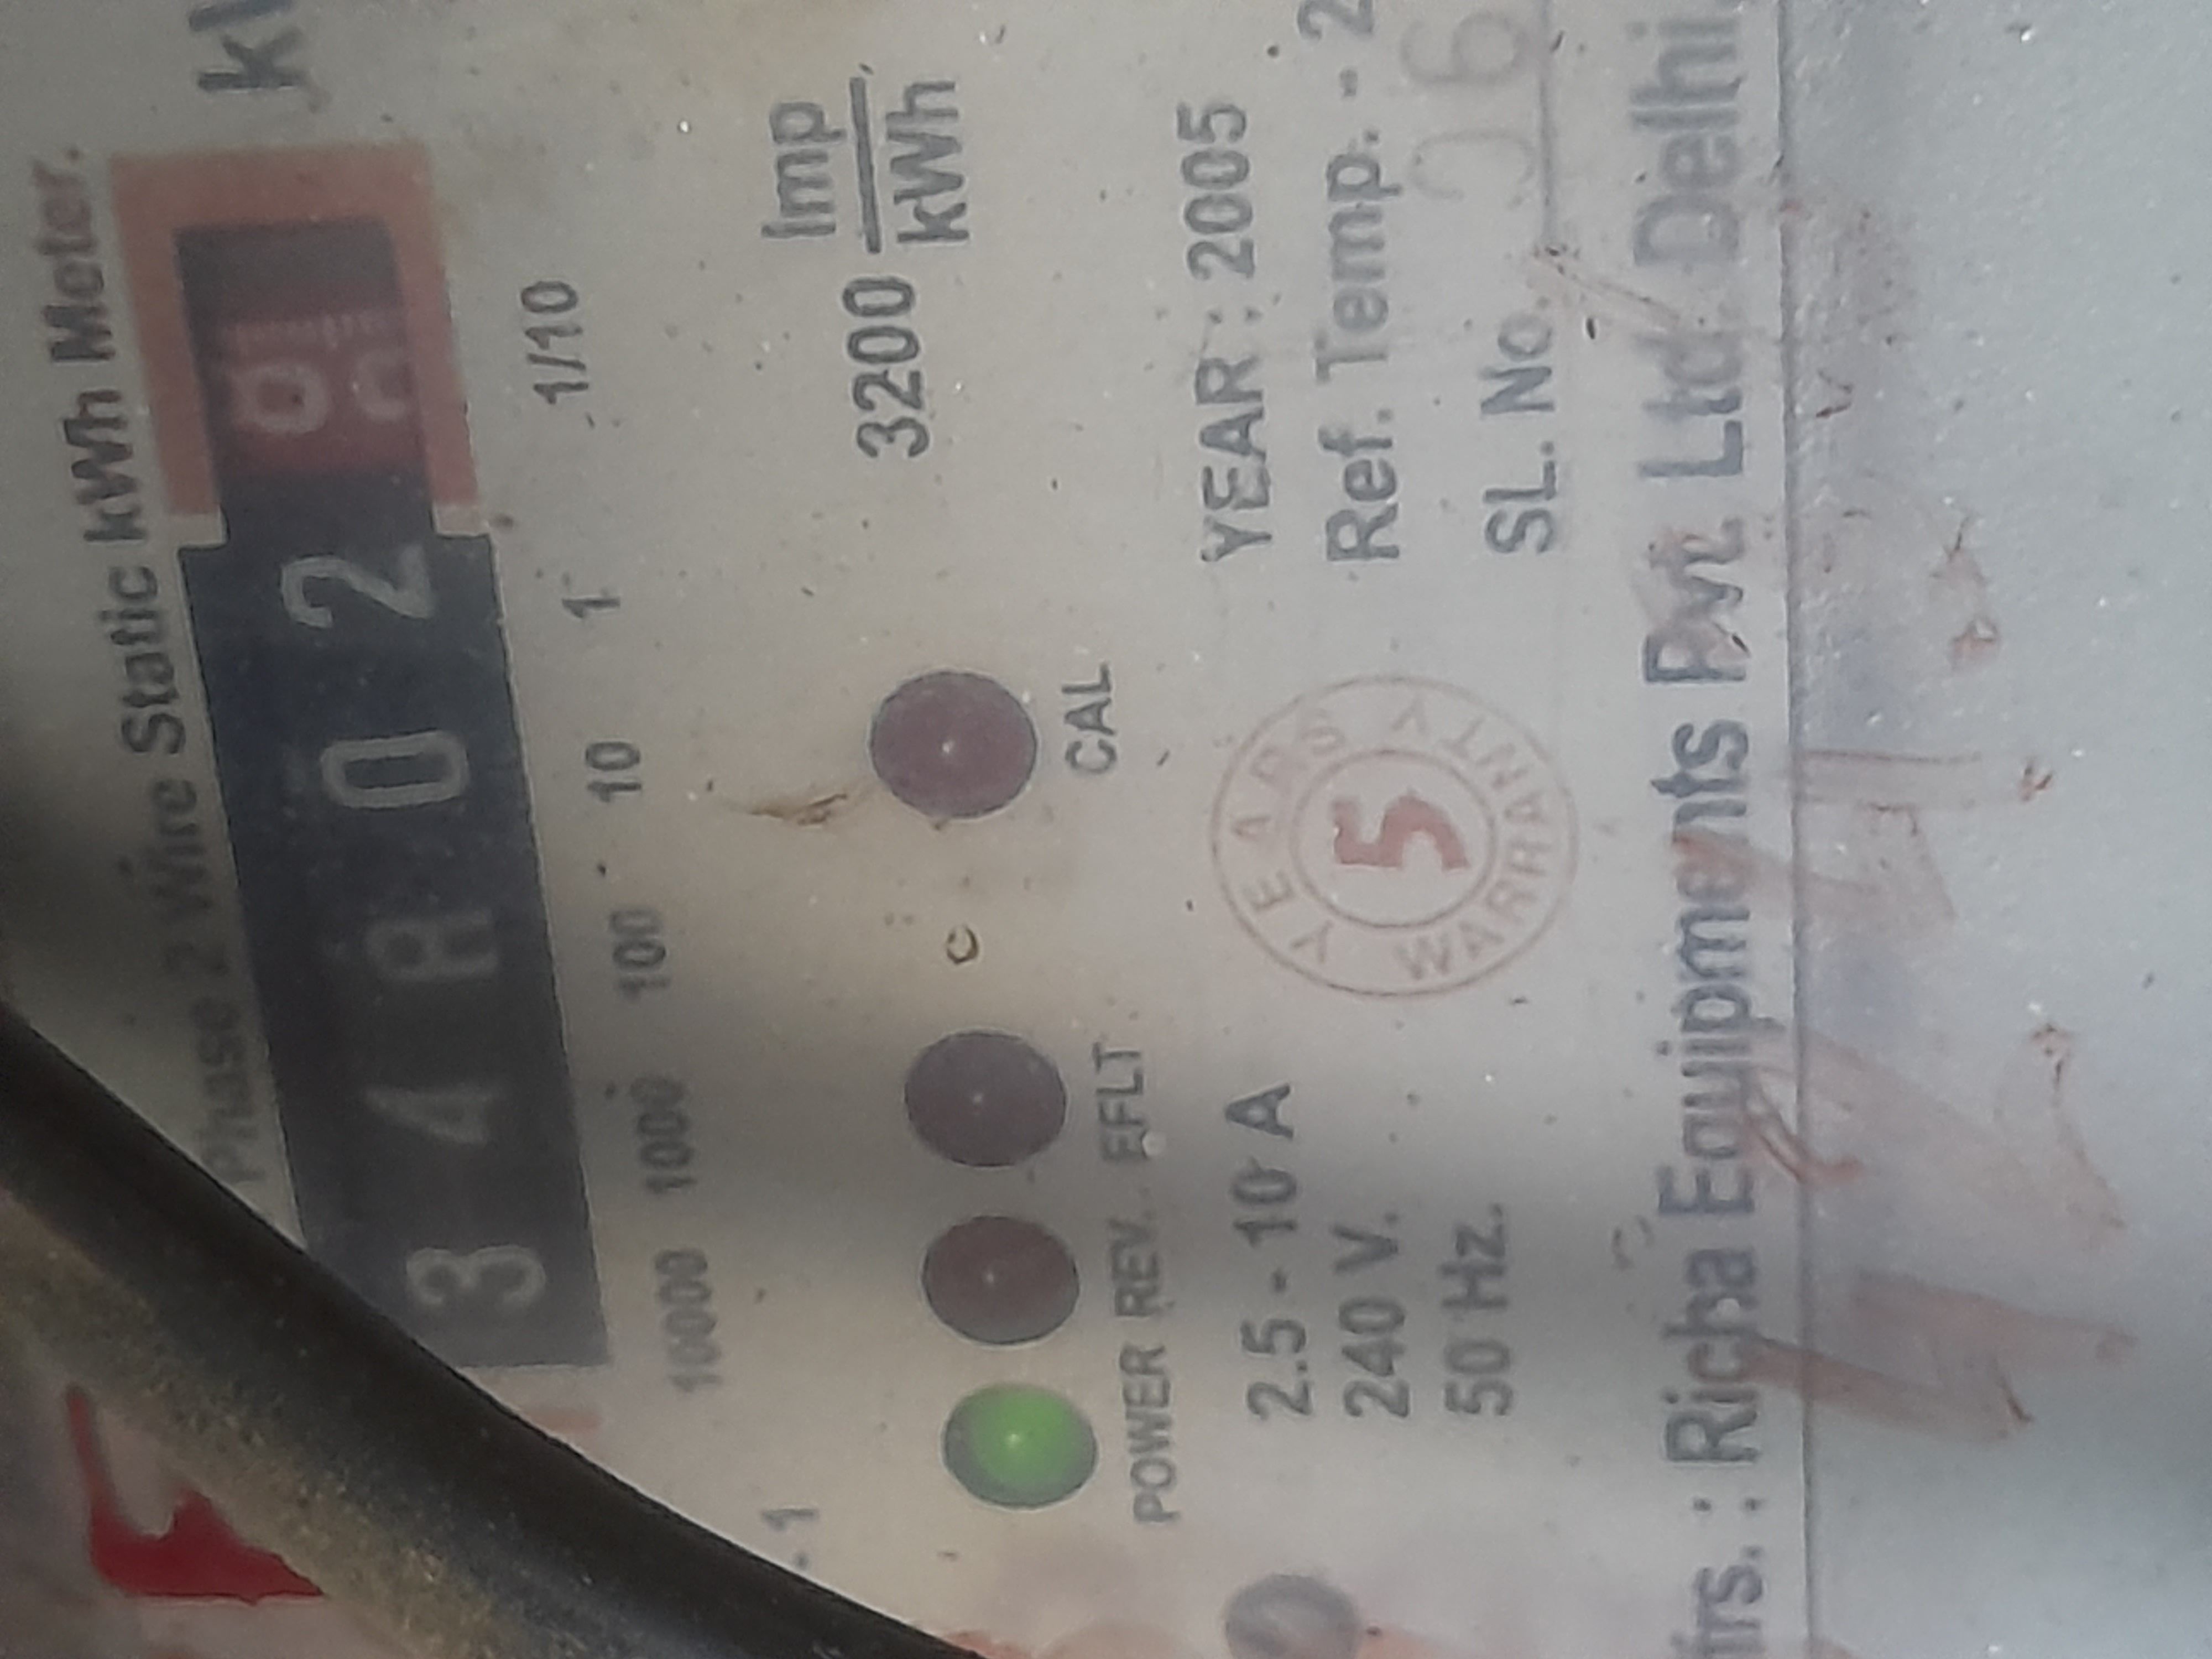 Phase 2 Wire Static kWh Meter.
3 4 8 0 2
10000 1000 100 10 1 1/10
3200 Imp
kWh
POWER REV. EFLT CAL
2.5 - 10 A
240 V.
50 Hz.
YEARS
5
WARRANTY
YEAR : 2005
Ref. Temp. - 2
SL. No.
Richa Equipments Pvt. Ltd. Delhi.